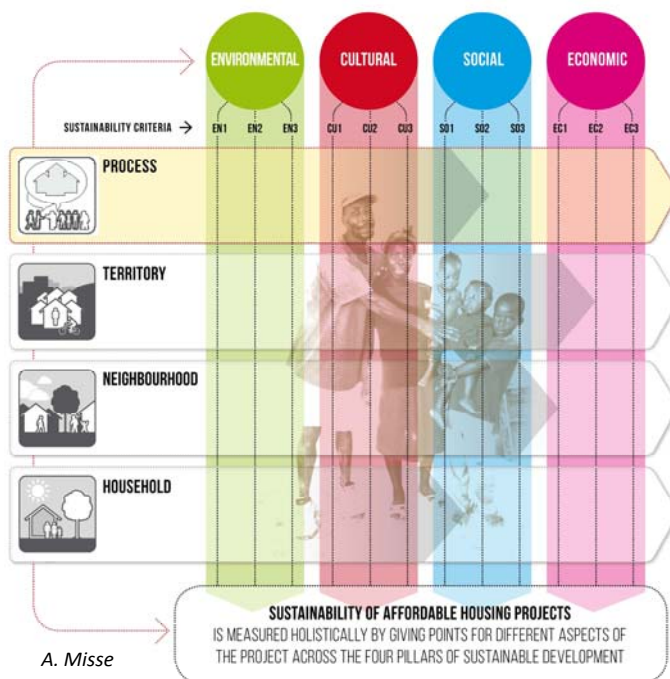 ENVIRONMENTAL CULTURAL SOCIAL ECONOMIC
SUSTAINABILITY CRITERIA → EN1 EN2 EN3 CU1 CU2 CU3 SO1 SO2 SO3 EC1 EC2 EC3
PROCESS
TERRITORY
NEIGHBOURHOOD
HOUSEHOLD
SUSTAINABILITY OF AFFORDABLE HOUSING PROJECTS
IS MEASURED HOLISTICALLY BY GIVING POINTS FOR DIFFERENT ASPECTS OF
THE PROJECT ACROSS THE FOUR PILLARS OF SUSTAINABLE DEVELOPMENT
A. Misse